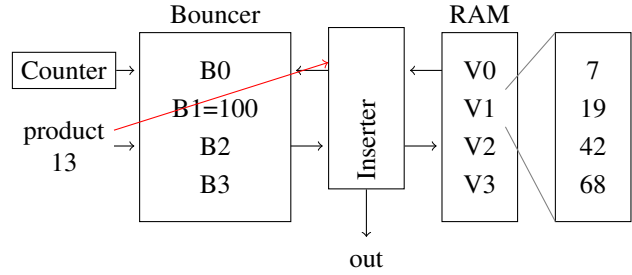 Bouncer
RAM
Counter
product
13
B0
B1=100
B2
B3
Inserter
out
V0
V1
V2
V3
7
19
42
68